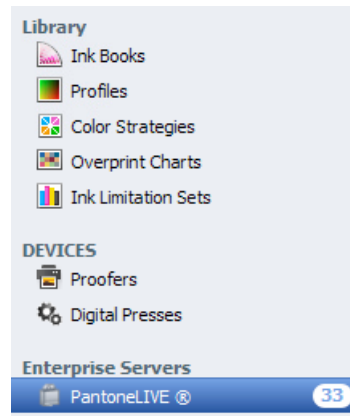 Library
Ink Books
Profiles
Color Strategies
Overprint Charts
Ink Limitation Sets
DEVICES
Proofers
Digital Presses
Enterprise Servers
PantoneLIVE ® 33